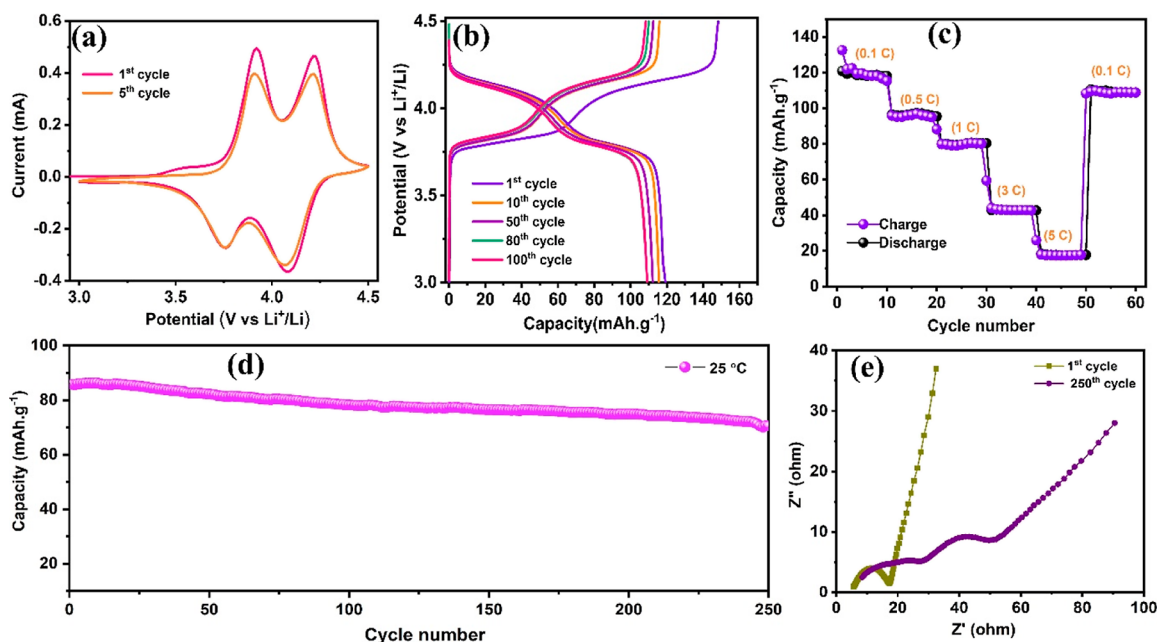 (a)
1st cycle
5th cycle
Current (mA)
0.6
0.4
0.2
0.0
-0.2
-0.4
3.0 3.5 4.0 4.5
Potential (V vs Li+/Li)
(b)
Potential (V vs Li+/Li)
4.5
4.0
3.5
3.0
1st cycle
10th cycle
50th cycle
80th cycle
100th cycle
0 20 40 60 80 100 120 140 160
Capacity(mAh.g-1)
(c)
Capacity (mAh.g-1)
140
120
100
80
60
40
20
0
(0.1 C)
(0.5 C)
(1 C)
(3 C)
(5 C)
(0.1 C)
Charge
Discharge
0 10 20 30 40 50 60
Cycle number
(d)
25 °C
Capacity (mAh.g-1)
100
80
60
40
20
0 50 100 150 200 250
Cycle number
(e)
1st cycle
250th cycle
Z'' (ohm)
40
30
20
10
0
0 20 40 60 80 100
Z' (ohm)